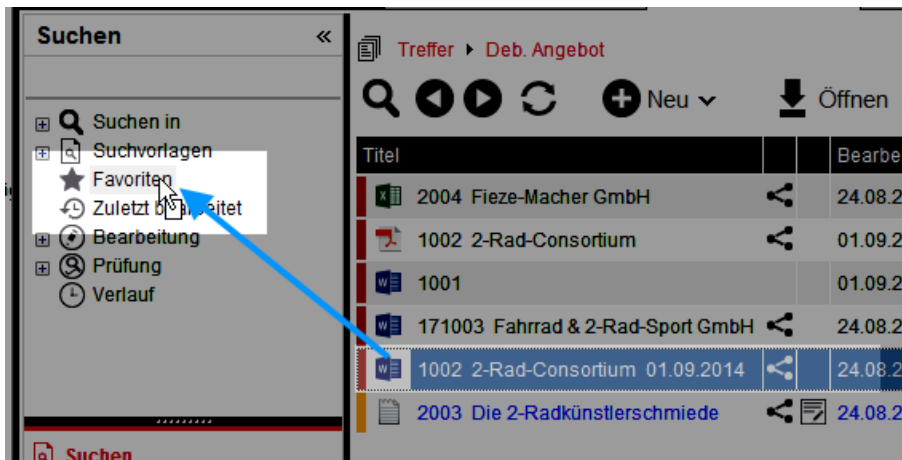 Suchen «
Treffer Deb. Angebot
Neu
Öffnen
Suchen in
Suchvorlagen
Favoriten
Zuletzt bearbeitet
Bearbeitung
Prüfung
Verlauf
Titel Bearbe
2004 Fieze-Macher GmbH 24.08.2
1002 2-Rad-Consortium 01.09.2
1001 01.09.2
171003 Fahrrad & 2-Rad-Sport GmbH 24.08.2
1002 2-Rad-Consortium 01.09.2014 24.08.2
2003 Die 2-Radkünstlerschmiede 24.08.2
Suchen